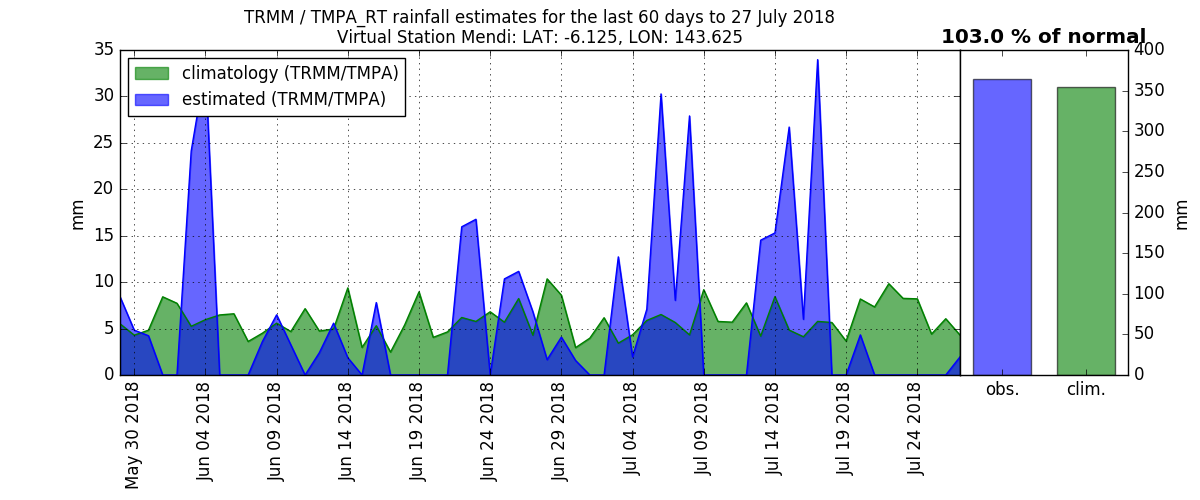 TRMM / TMPA_RT rainfall estimates for the last 60 days to 27 July 2018
Virtual Station Mendi: LAT: -6.125, LON: 143.625
103.0 % of normal
climatology (TRMM/TMPA)
estimated (TRMM/TMPA)
35
30
25
20
15
10
5
0
mm
May 30 2018
Jun 04 2018
Jun 09 2018
Jun 14 2018
Jun 19 2018
Jun 24 2018
Jun 29 2018
Jul 04 2018
Jul 09 2018
Jul 14 2018
Jul 19 2018
Jul 24 2018
400
350
300
250
200
150
100
50
0
mm
obs.
clim.